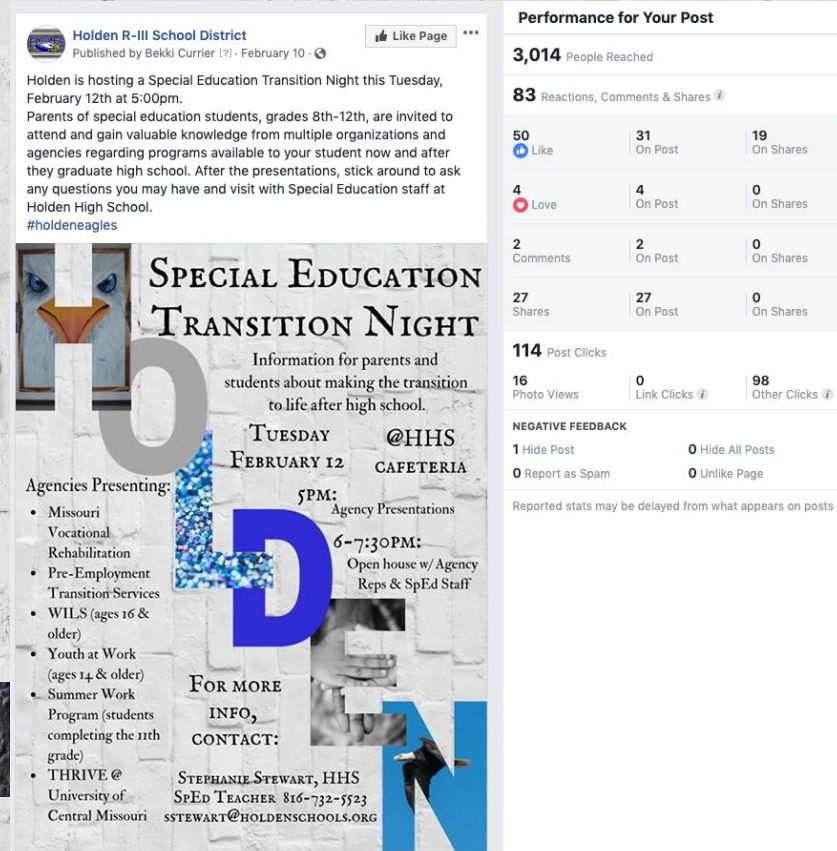 Holden R-III School District
Published by Bekki Currier [?] · February 10 ·
Like Page
Holden is hosting a Special Education Transition Night this Tuesday,
February 12th at 5:00pm.
Parents of special education students, grades 8th-12th, are invited to
attend and gain valuable knowledge from multiple organizations and
agencies regarding programs available to your student now and after
they graduate high school. After the presentations, stick around to ask
any questions you may have and visit with Special Education staff at
Holden High School.
#holdeneagles
HOLDEN
Special Education
Transition Night
Information for parents and
students about making the transition
to life after high school.
Tuesday
February 12
@HHS
cafeteria
5PM:
Agency Presentations
6-7:30PM:
Open house w/ Agency
Reps & SpEd Staff
Agencies Presenting:
• Missouri
Vocational
Rehabilitation
• Pre-Employment
Transition Services
• WILS (ages 16 &
older)
• Youth at Work
(ages 14 & older)
• Summer Work
Program (students
completing the 11th
grade)
• THRIVE @
University of
Central Missouri
For more
info,
contact:
Stephanie Stewart, HHS
SpEd Teacher 816-732-5523
sstewart@holdenschools.org
Performance for Your Post
3,014 People Reached
83 Reactions, Comments & Shares
50 Like
31 On Post
19 On Shares
4 Love
4 On Post
0 On Shares
2 Comments
2 On Post
0 On Shares
27 Shares
27 On Post
0 On Shares
114 Post Clicks
16 Photo Views
0 Link Clicks
98 Other Clicks
NEGATIVE FEEDBACK
1 Hide Post
0 Hide All Posts
0 Report as Spam
0 Unlike Page
Reported stats may be delayed from what appears on posts